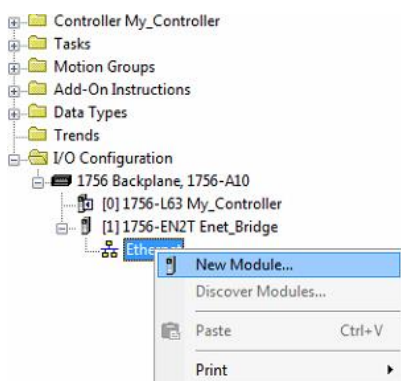 Controller My_Controller
Tasks
Motion Groups
Add-On Instructions
Data Types
Trends
I/O Configuration
1756 Backplane, 1756-A10
[0] 1756-L63 My_Controller
[1] 1756-EN2T Enet_Bridge
Ethernet
New Module...
Discover Modules...
Paste Ctrl+V
Print